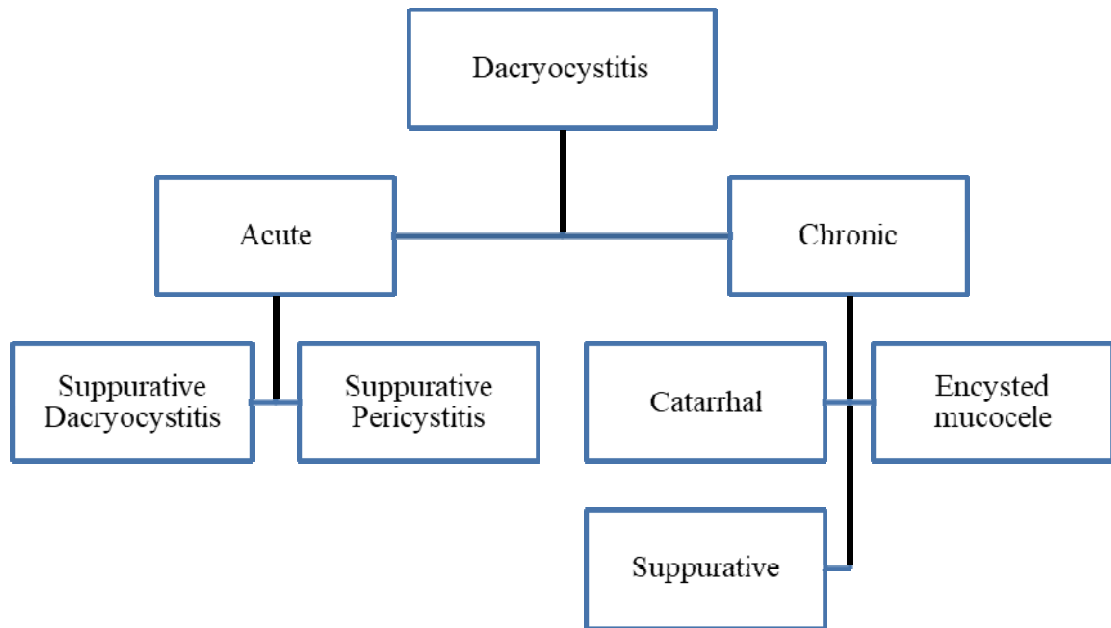 Dacryocystitis
Acute
Chronic
Suppurative
Dacryocystitis
Suppurative
Pericystitis
Catarrhal
Encysted
mucocele
Suppurative